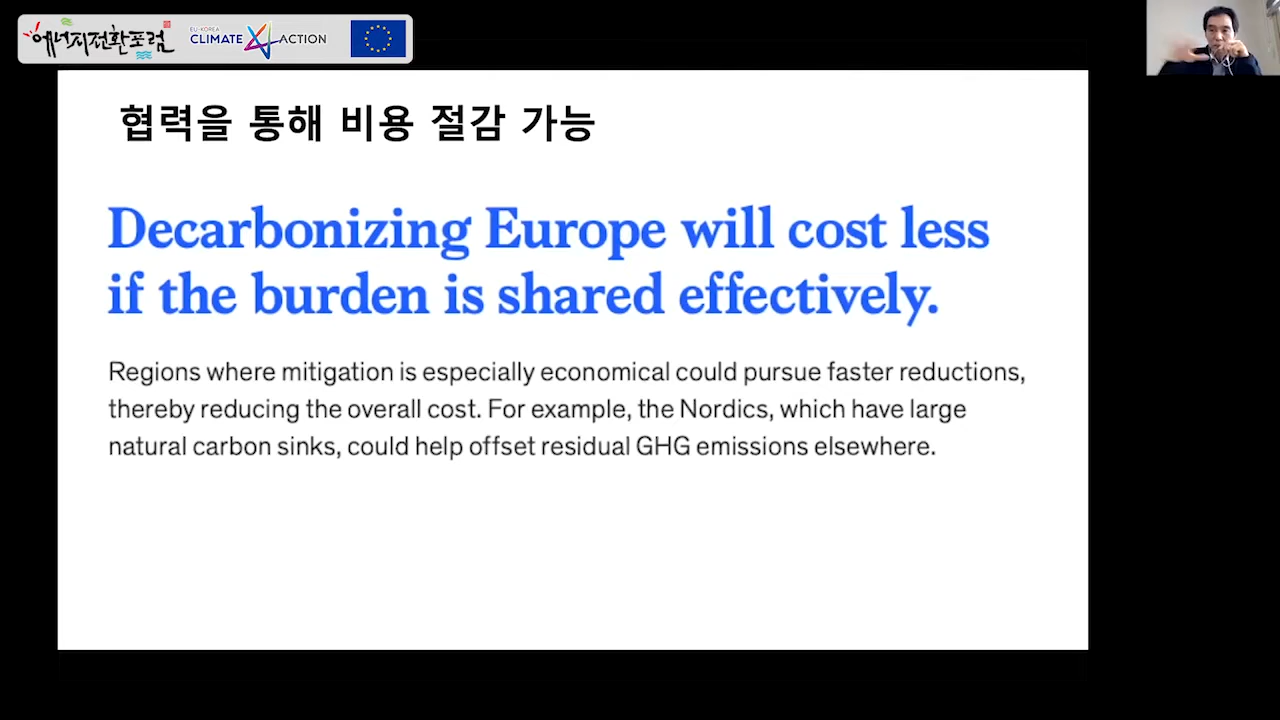 에너지전환포럼
EU-KOREA
CLIMATE ACTION
협력을 통해 비용 절감 가능
Decarbonizing Europe will cost less
if the burden is shared effectively.
Regions where mitigation is especially economical could pursue faster reductions,
thereby reducing the overall cost. For example, the Nordics, which have large
natural carbon sinks, could help offset residual GHG emissions elsewhere.